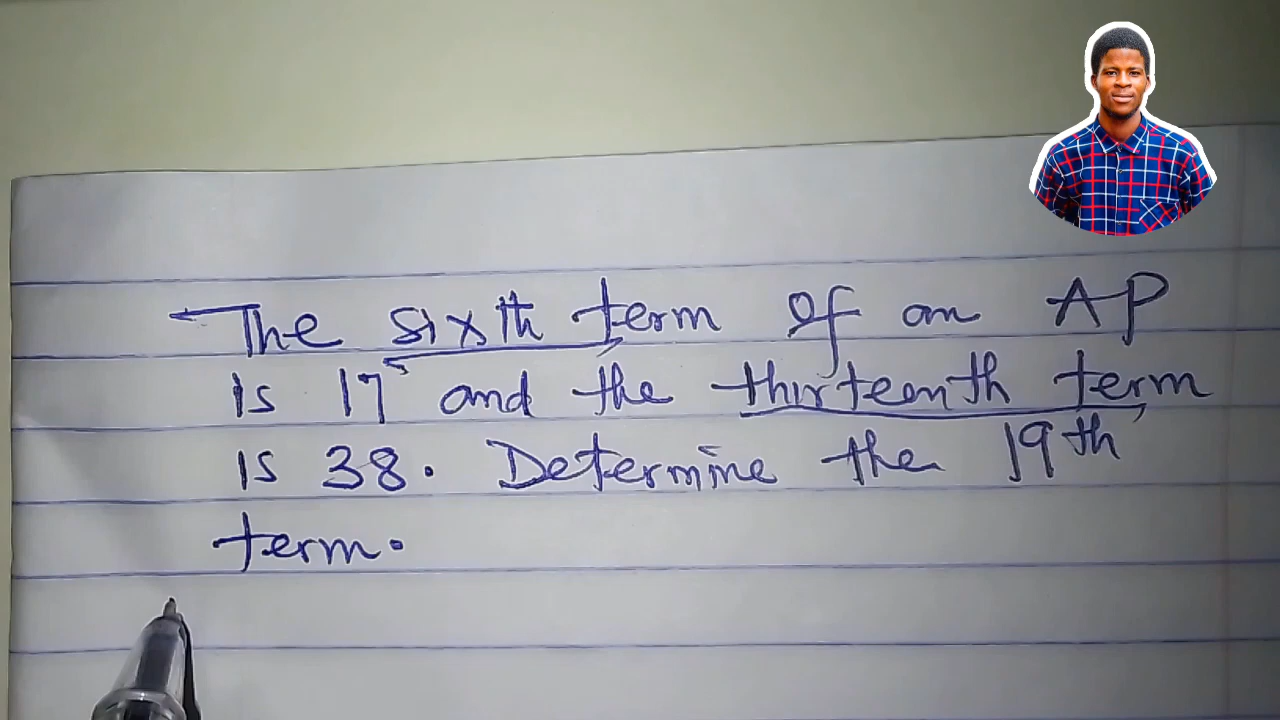 The sixth term of an AP
is 17 and the thirteenth term
is 38. Determine the 19th
term.